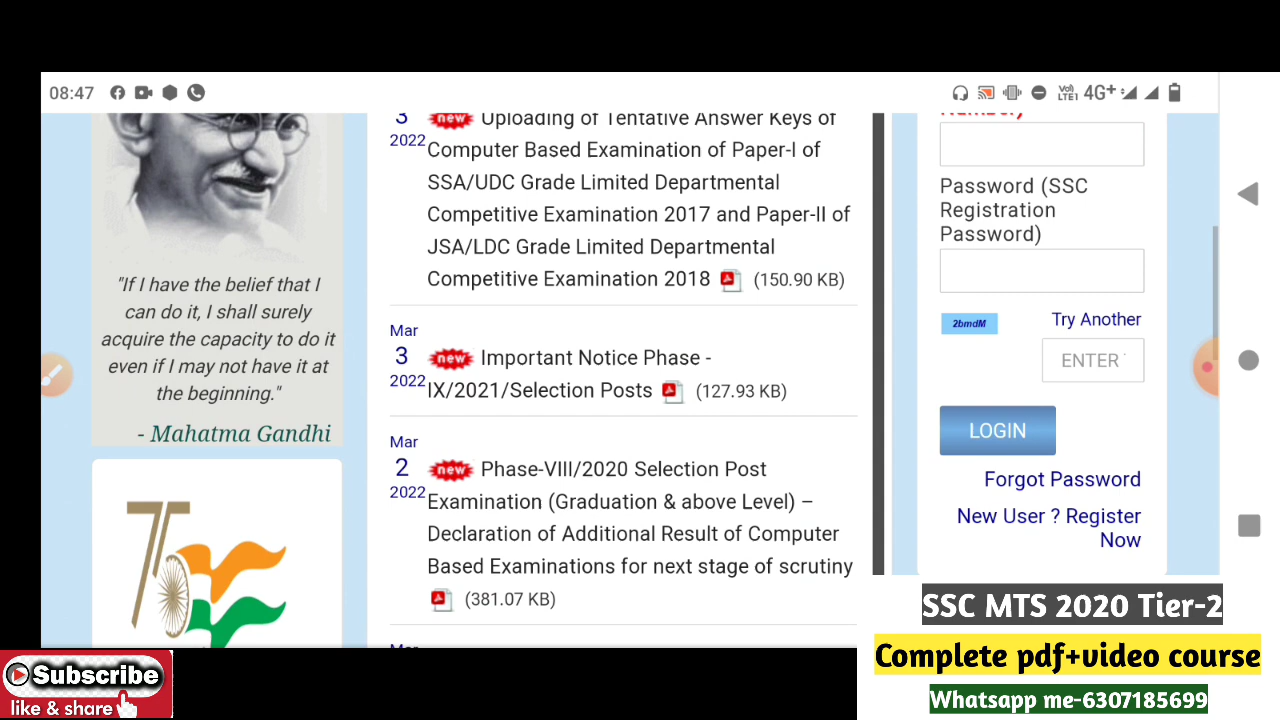 08:47
4G+
VoI)
LTE1
3
2022
new Uploading of Tentative Answer Keys of
Computer Based Examination of Paper-I of
SSA/UDC Grade Limited Departmental
Competitive Examination 2017 and Paper-II of
JSA/LDC Grade Limited Departmental
Competitive Examination 2018 (150.90 KB)
Mar
3
2022
new Important Notice Phase -
IX/2021/Selection Posts (127.93 KB)
Mar
2
2022
new Phase-VIII/2020 Selection Post
Examination (Graduation & above Level) –
Declaration of Additional Result of Computer
Based Examinations for next stage of scrutiny
(381.07 KB)
"If I have the belief that I
can do it, I shall surely
acquire the capacity to do it
even if I may not have it at
the beginning."
- Mahatma Gandhi
75
Number)
Password (SSC
Registration
Password)
2bmdM
Try Another
ENTER
LOGIN
Forgot Password
New User ? Register
Now
SSC MTS 2020 Tier-2
Complete pdf+video course
Whatsapp me-6307185699
Subscribe
like & share